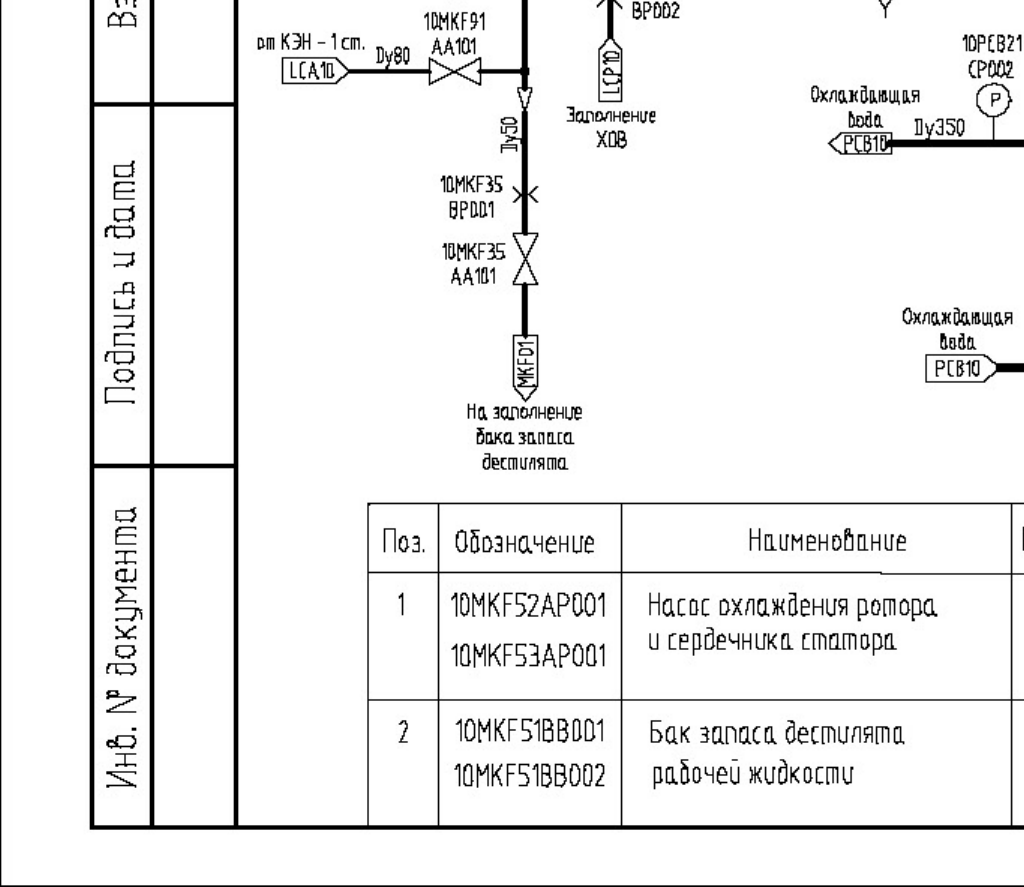 Вз
Подпись и дата
Инв. № документа
10MKF91
AA101
от КЭН – 1 ст.
Dy80
LCA10
BP002
LCP10
Заполнение
ХОВ
Dy50
10MKF35
BP001
10MKF35
AA101
MKF01
На заполнение
бака запаса
дестилята
10PCB21
CP002
P
Охлаждающая
вода
PCB10
Dy350
Охлаждающая
вода
PCB10
Поз. Обозначение Наименование
1 10MKF52AP001 Насос охлаждения ротора
10MKF53AP001 и сердечника статора
2 10MKF51BB001 Бак запаса дестилята
10MKF51BB002 рабочей жидкости